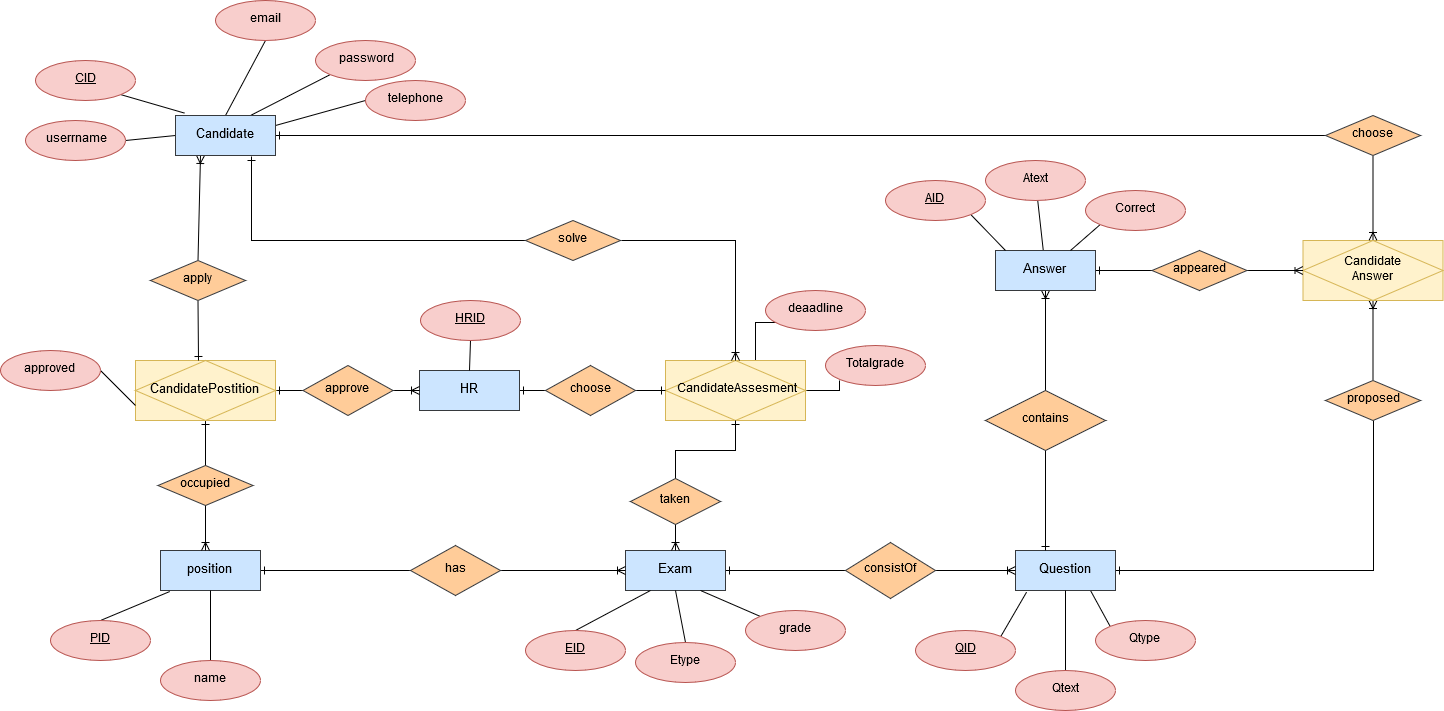 email
password
CID
telephone
userrname
Candidate
choose
Atext
AID
Correct
solve
Answer
appeared
Candidate
Answer
apply
HRID
deaadline
approved
Totalgrade
CandidatePostition
approve
HR
choose
CandidateAssesment
contains
proposed
occupied
taken
position
has
Exam
consistOf
Question
PID
name
EID
Etype
grade
QID
Qtext
Qtype